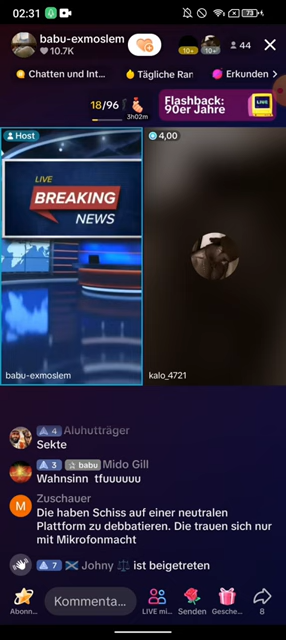 02:31
73
babu-exmoslem
10.7K
10+
10+
44
Chatten und Int...
Tägliche Ran
Erkunden
18/96
3h02m
Flashback:
90er Jahre
LIVE
Host
4,00
LIVE
BREAKING
NEWS
babu-exmoslem
kalo_4721
4 Aluhutträger
Sekte
3 babu Mido Gill
Wahnsinn tfuuuuuu
M
Zuschauer
Die haben Schiss auf einer neutralen
Plattform zu debbatieren. Die trauen sich nur
mit Mikrofonmacht
7 Johny ist beigetreten
Abonn...
Kommenta...
LIVE mi...
Senden
Gesche...
8